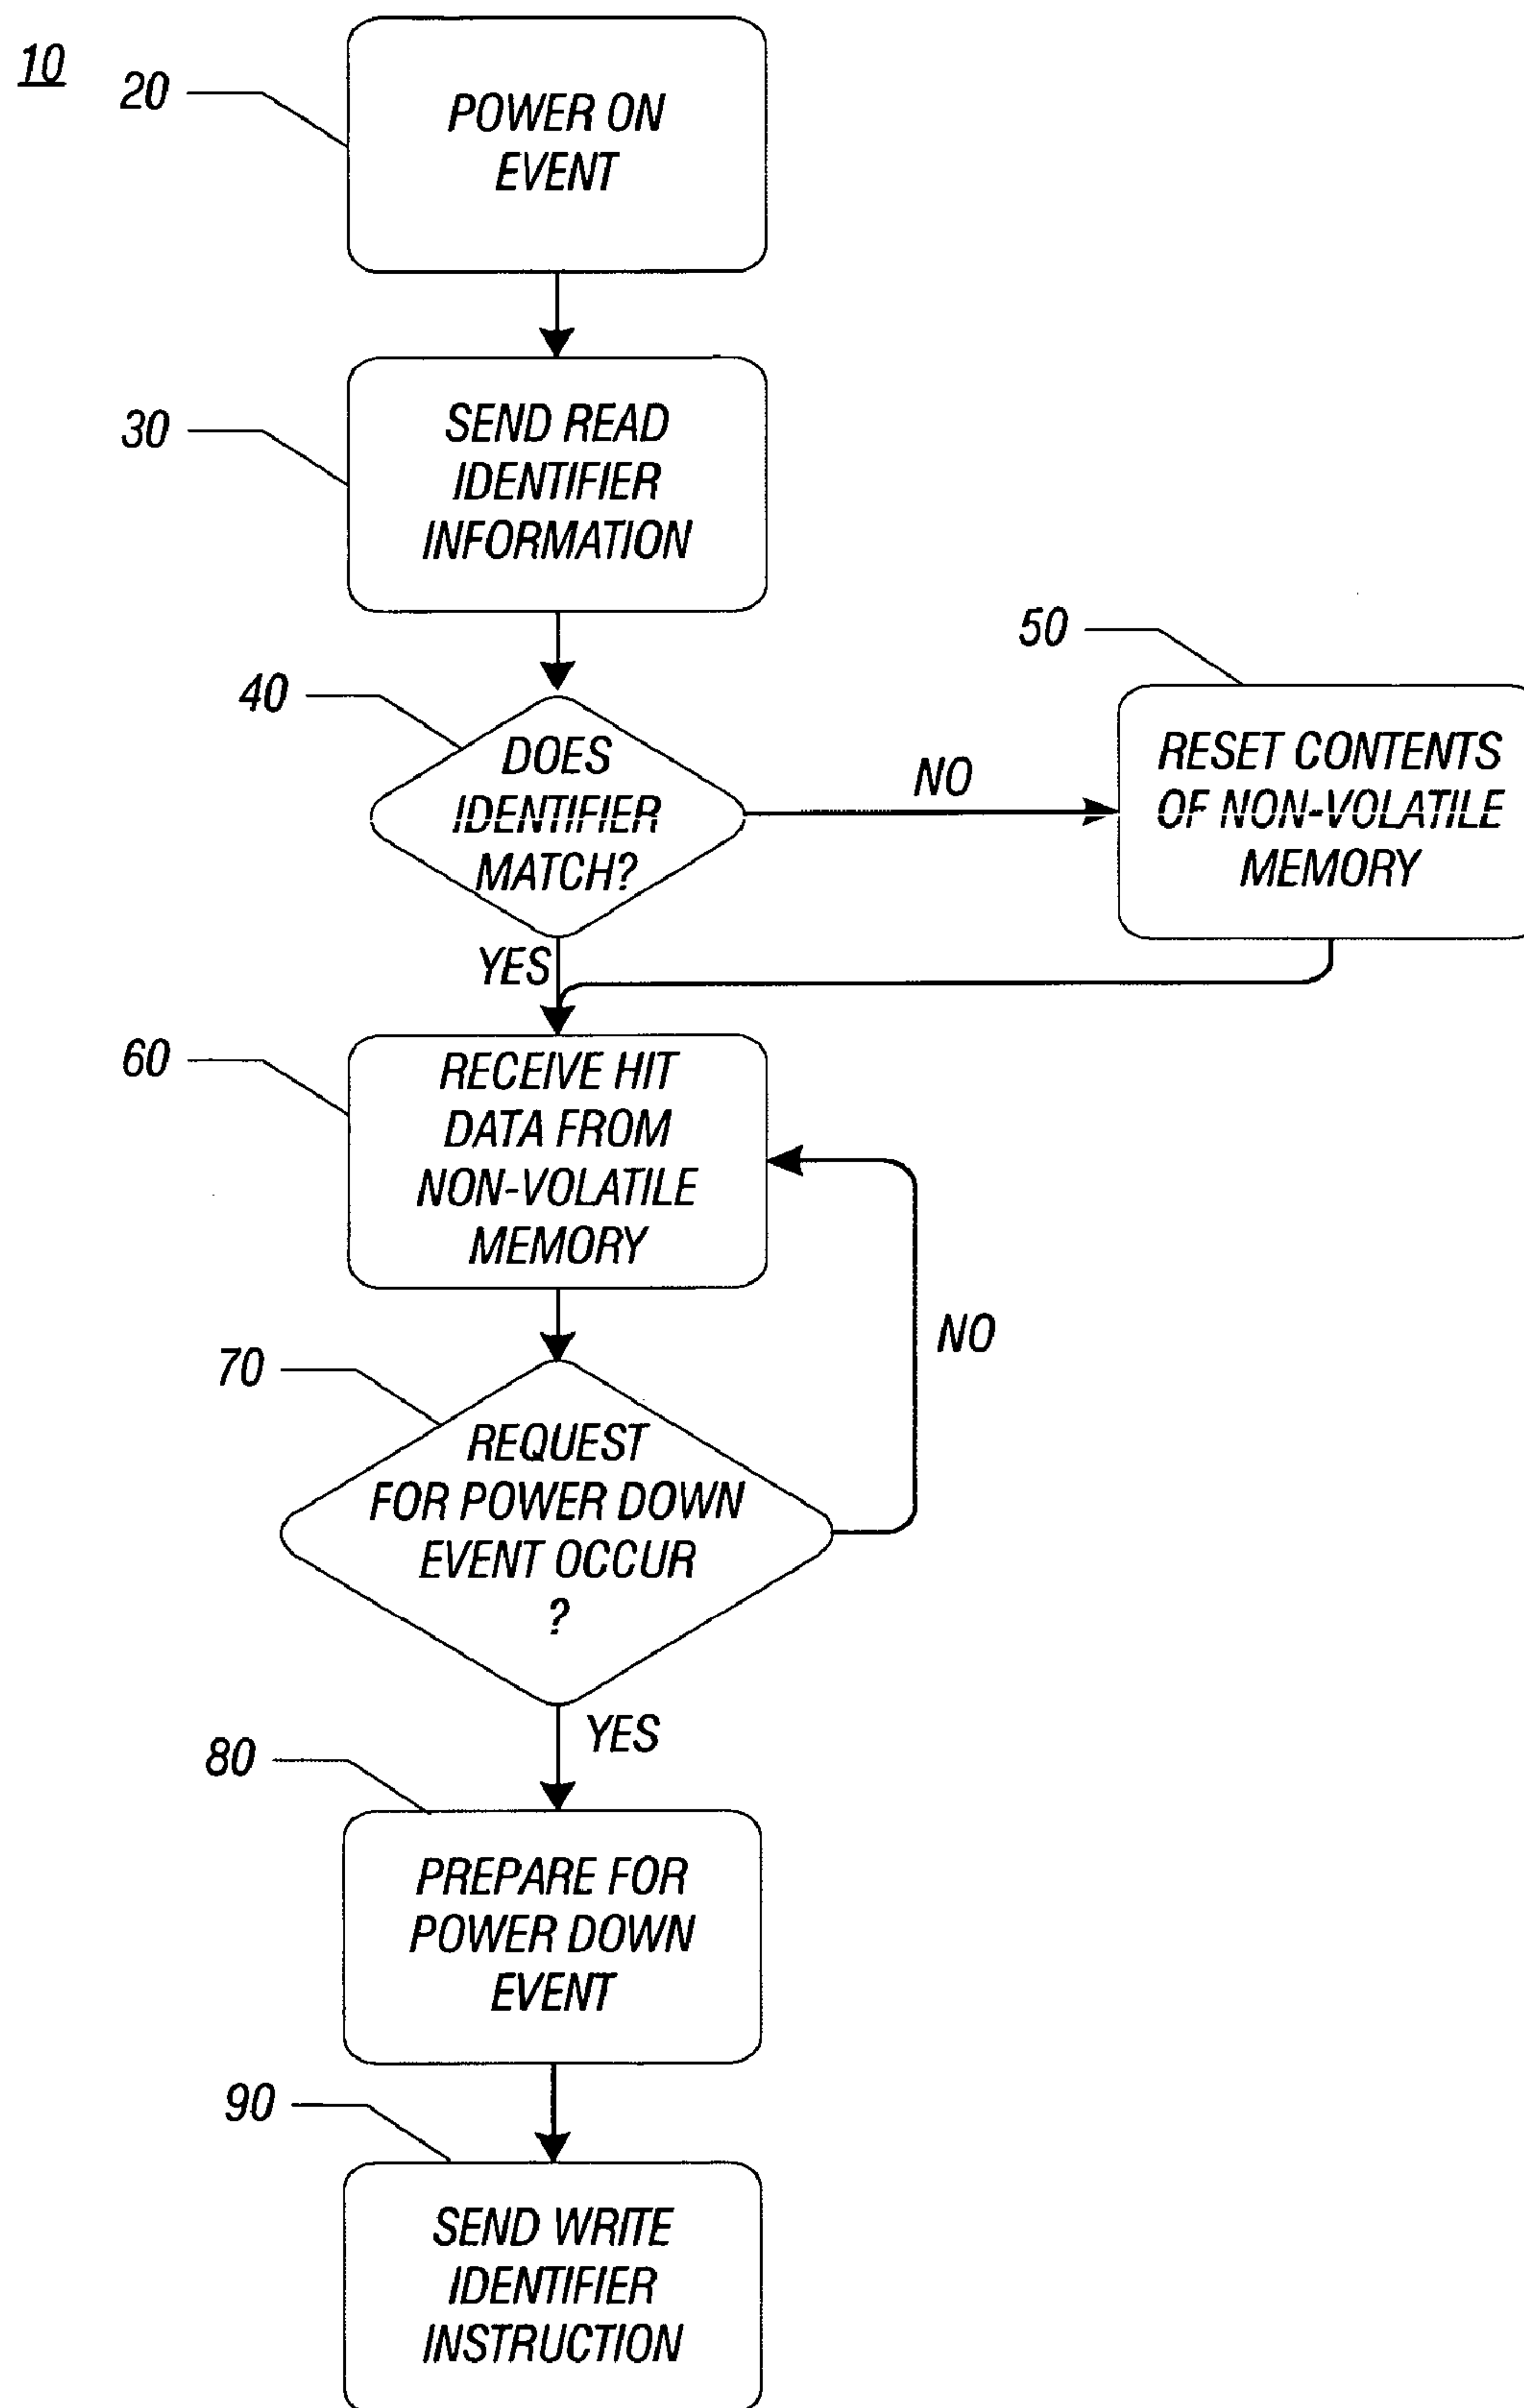 10
20
POWER ON
EVENT
30
SEND READ
IDENTIFIER
INFORMATION
40
DOES
IDENTIFIER
MATCH?
NO
50
RESET CONTENTS
OF NON-VOLATILE
MEMORY
YES
60
RECEIVE HIT
DATA FROM
NON-VOLATILE
MEMORY
70
REQUEST
FOR POWER DOWN
EVENT OCCUR
?
NO
YES
80
PREPARE FOR
POWER DOWN
EVENT
90
SEND WRITE
IDENTIFIER
INSTRUCTION